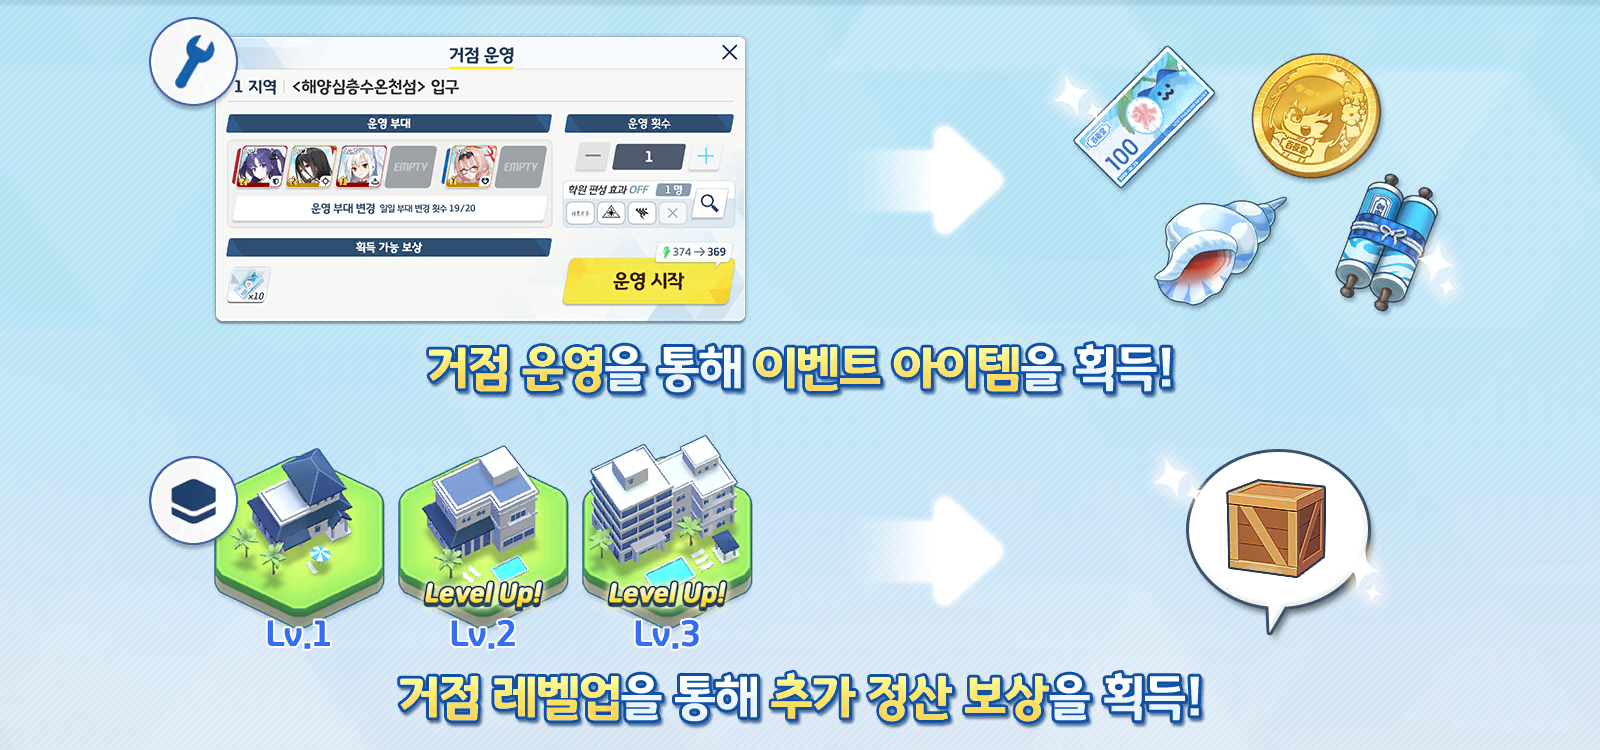 거점 운영
1 지역 <해양심층수온천섬> 입구
운영 부대
운영 횟수
EMPTY
EMPTY
1
운영 부대 변경 일일 부대 변경 횟수 19/20
학원 편성 효과 OFF 1 명
획득 가능 보상
x10
374 → 369
운영 시작
100
거점 운영을 통해 이벤트 아이템을 획득!
Level Up!
Level Up!
Lv.1
Lv.2
Lv.3
거점 레벨업을 통해 추가 정산 보상을 획득!